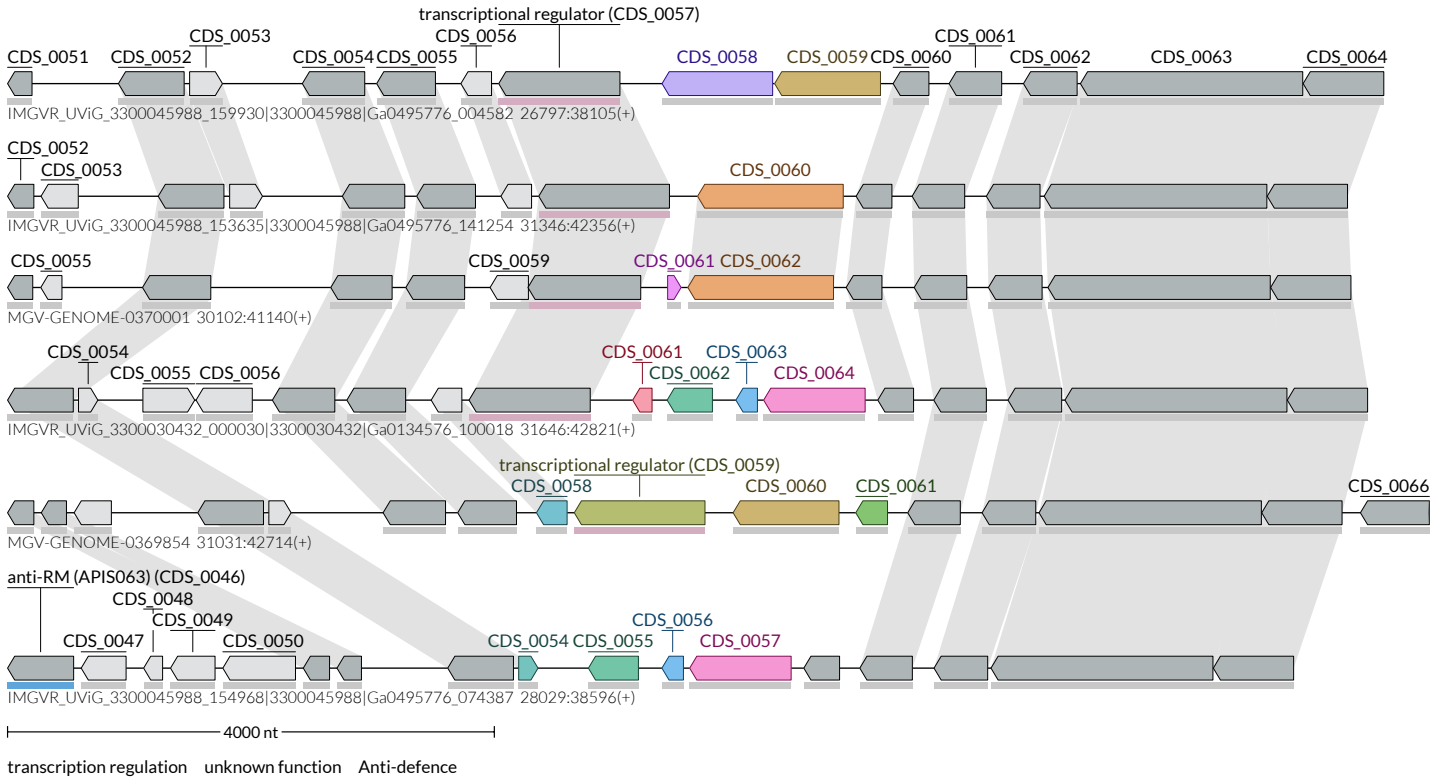 transcriptional regulator (CDS_0057)
CDS_0053 CDS_0056 CDS_0061
CDS_0051 CDS_0052 CDS_0054 CDS_0055 CDS_0058 CDS_0059 CDS_0060 CDS_0062 CDS_0063 CDS_0064
IMGVR_UViG_3300045988_159930|3300045988|Ga0495776_004582 26797:38105(+)
CDS_0052
CDS_0053 CDS_0060
IMGVR_UViG_3300045988_153635|3300045988|Ga0495776_141254 31346:42356(+)
CDS_0055 CDS_0059 CDS_0061 CDS_0062
MGV-GENOME-0370001 30102:41140(+)
CDS_0054 CDS_0061 CDS_0063
CDS_0055 CDS_0056 CDS_0062 CDS_0064
IMGVR_UViG_3300030432_000030|3300030432|Ga0134576_100018 31646:42821(+)
transcriptional regulator (CDS_0059)
CDS_0058 CDS_0060 CDS_0061 CDS_0066
MGV-GENOME-0369854 31031:42714(+)
anti-RM (APIS063) (CDS_0046)
CDS_0048
CDS_0049 CDS_0056
CDS_0047 CDS_0050 CDS_0054 CDS_0055 CDS_0057
IMGVR_UViG_3300045988_154968|3300045988|Ga0495776_074387 28029:38596(+)
4000 nt
transcription regulation unknown function Anti-defence